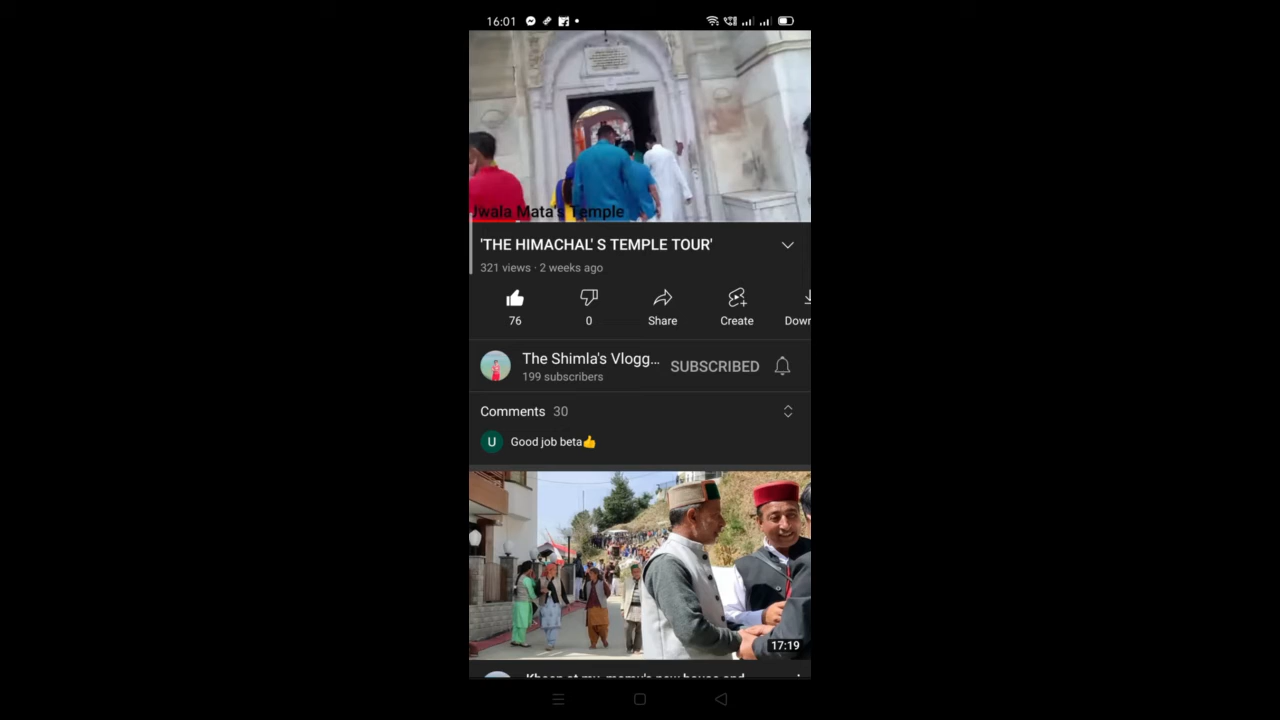 16:01
Jwala Mata's Temple
'THE HIMACHAL' S TEMPLE TOUR'
321 views · 2 weeks ago
76
0
Share
Create
Down
The Shimla's Vlogg...
SUBSCRIBED
199 subscribers
Comments 30
U
Good job beta👍
17:19